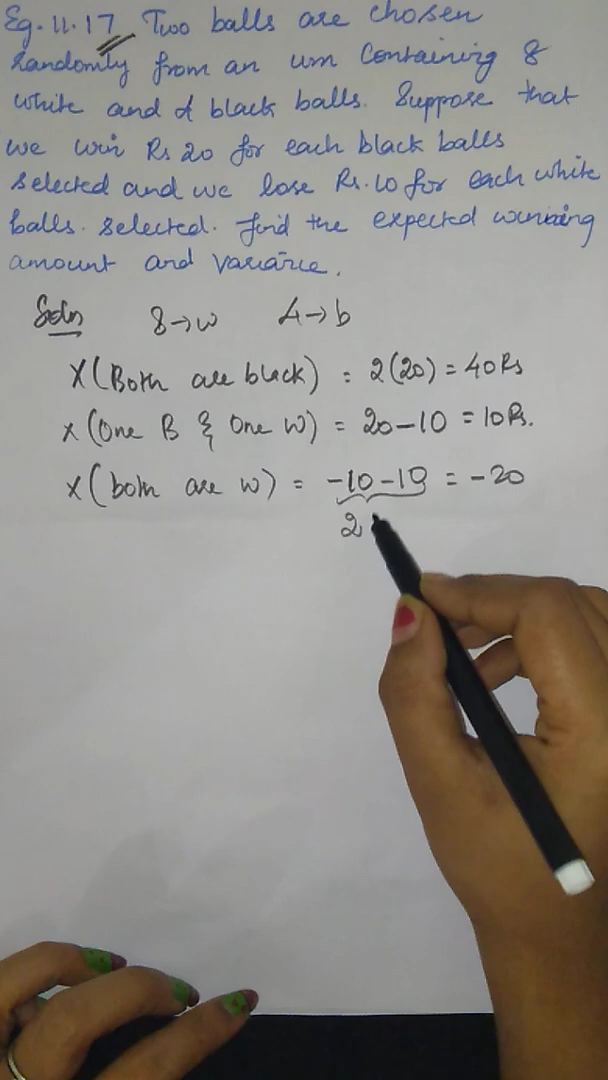 Eg. 11.17 Two balls are chosen
randomly from an urn containing 8
white and 4 black balls. Suppose that
we win Rs 20 for each black balls
selected and we lose Rs. 10 for each white
balls. selected. find the expected winning
amount and variance.
Soln 8→w 4→b
X(Both are black) = 2(20) = 40Rs
X(One B & One W) = 20-10 = 10Rs.
X(both are w) = -10-10 = -20
2